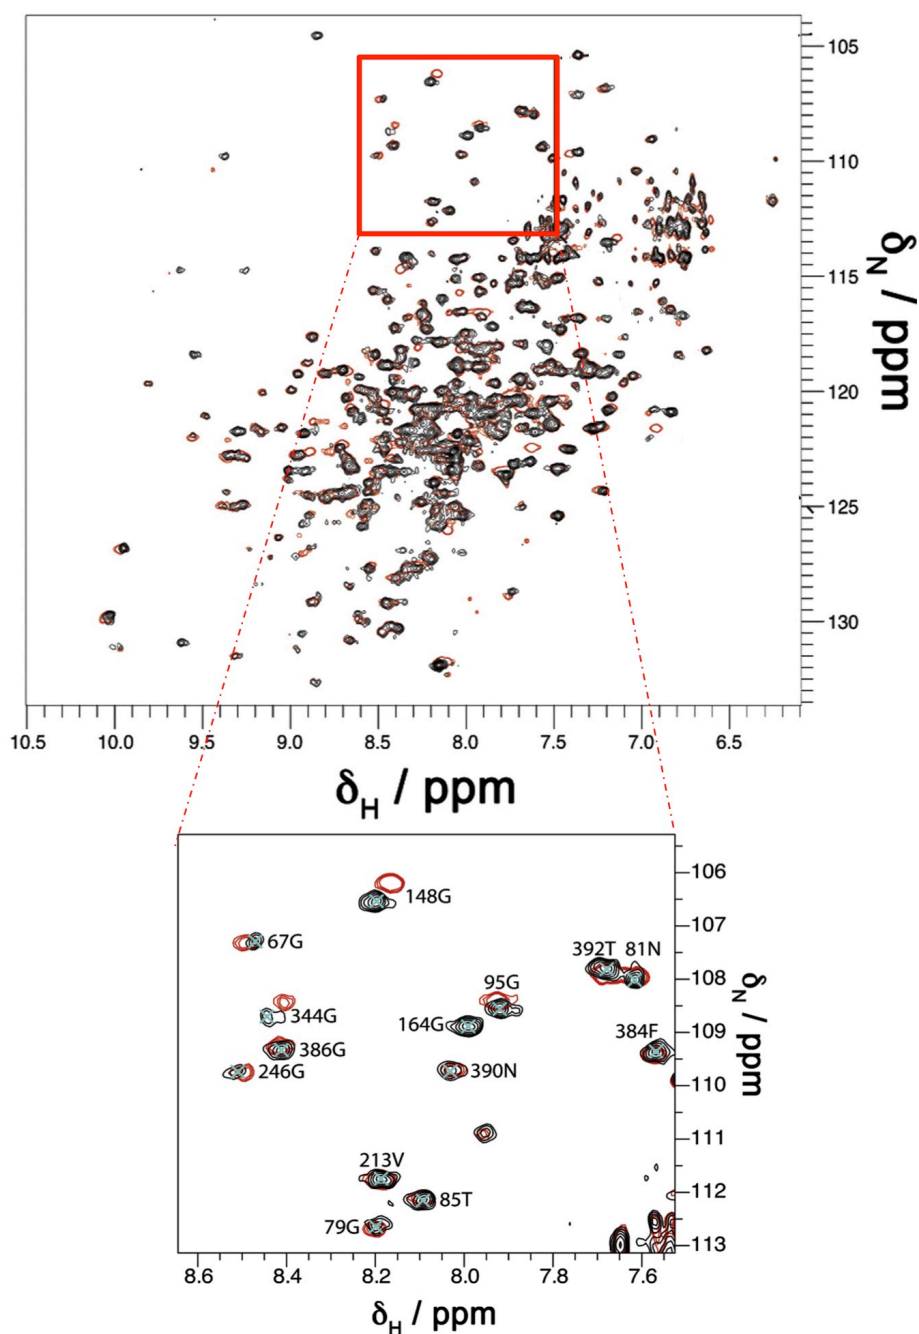 105
110
115
120
125
130
δN / ppm
10.5 10.0 9.5 9.0 8.5 8.0 7.5 7.0 6.5
δH / ppm
106
148G
107
67G
392T 81N
108
95G
344G
164G
109
384F
386G
246G
390N
110
111
213V
112
85T
79G
113
δN / ppm
8.6 8.4 8.2 8.0 7.8 7.6
δH / ppm